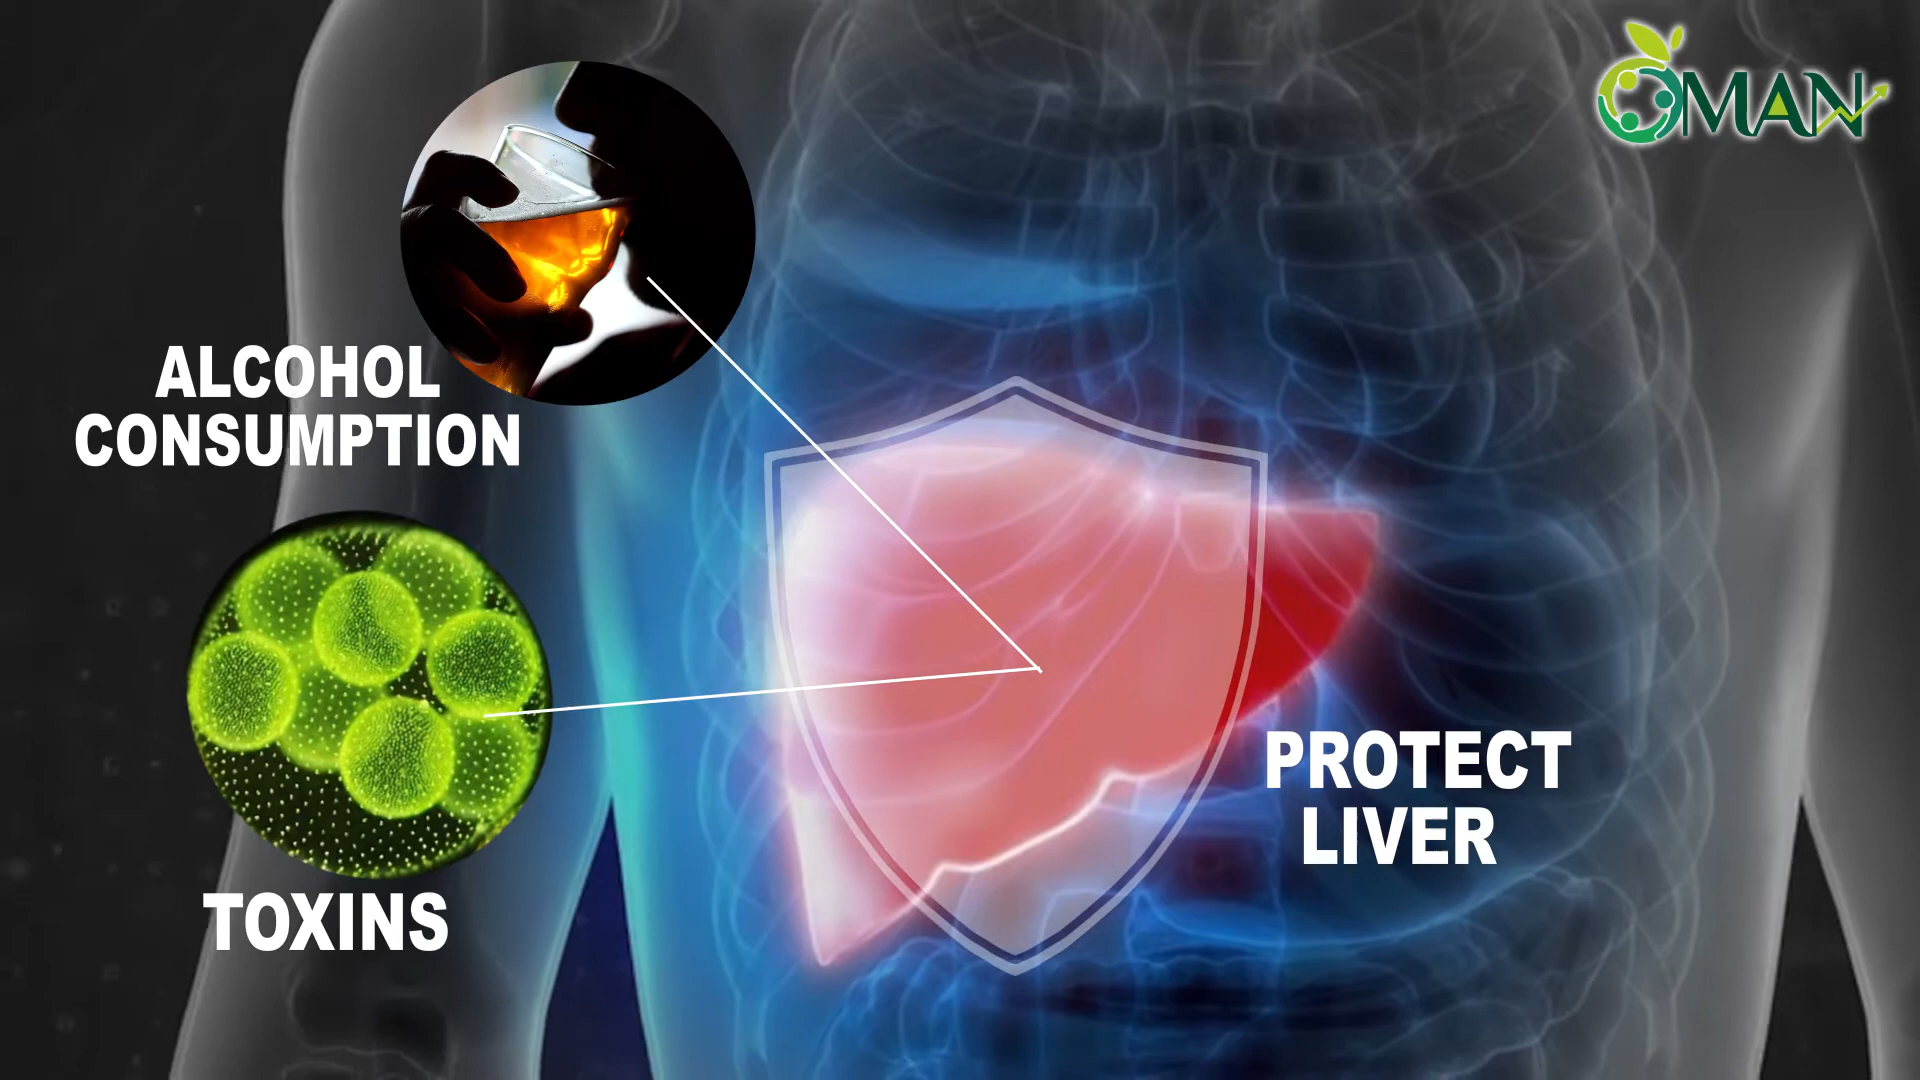 OMAN
ALCOHOL
CONSUMPTION
TOXINS
PROTECT
LIVER